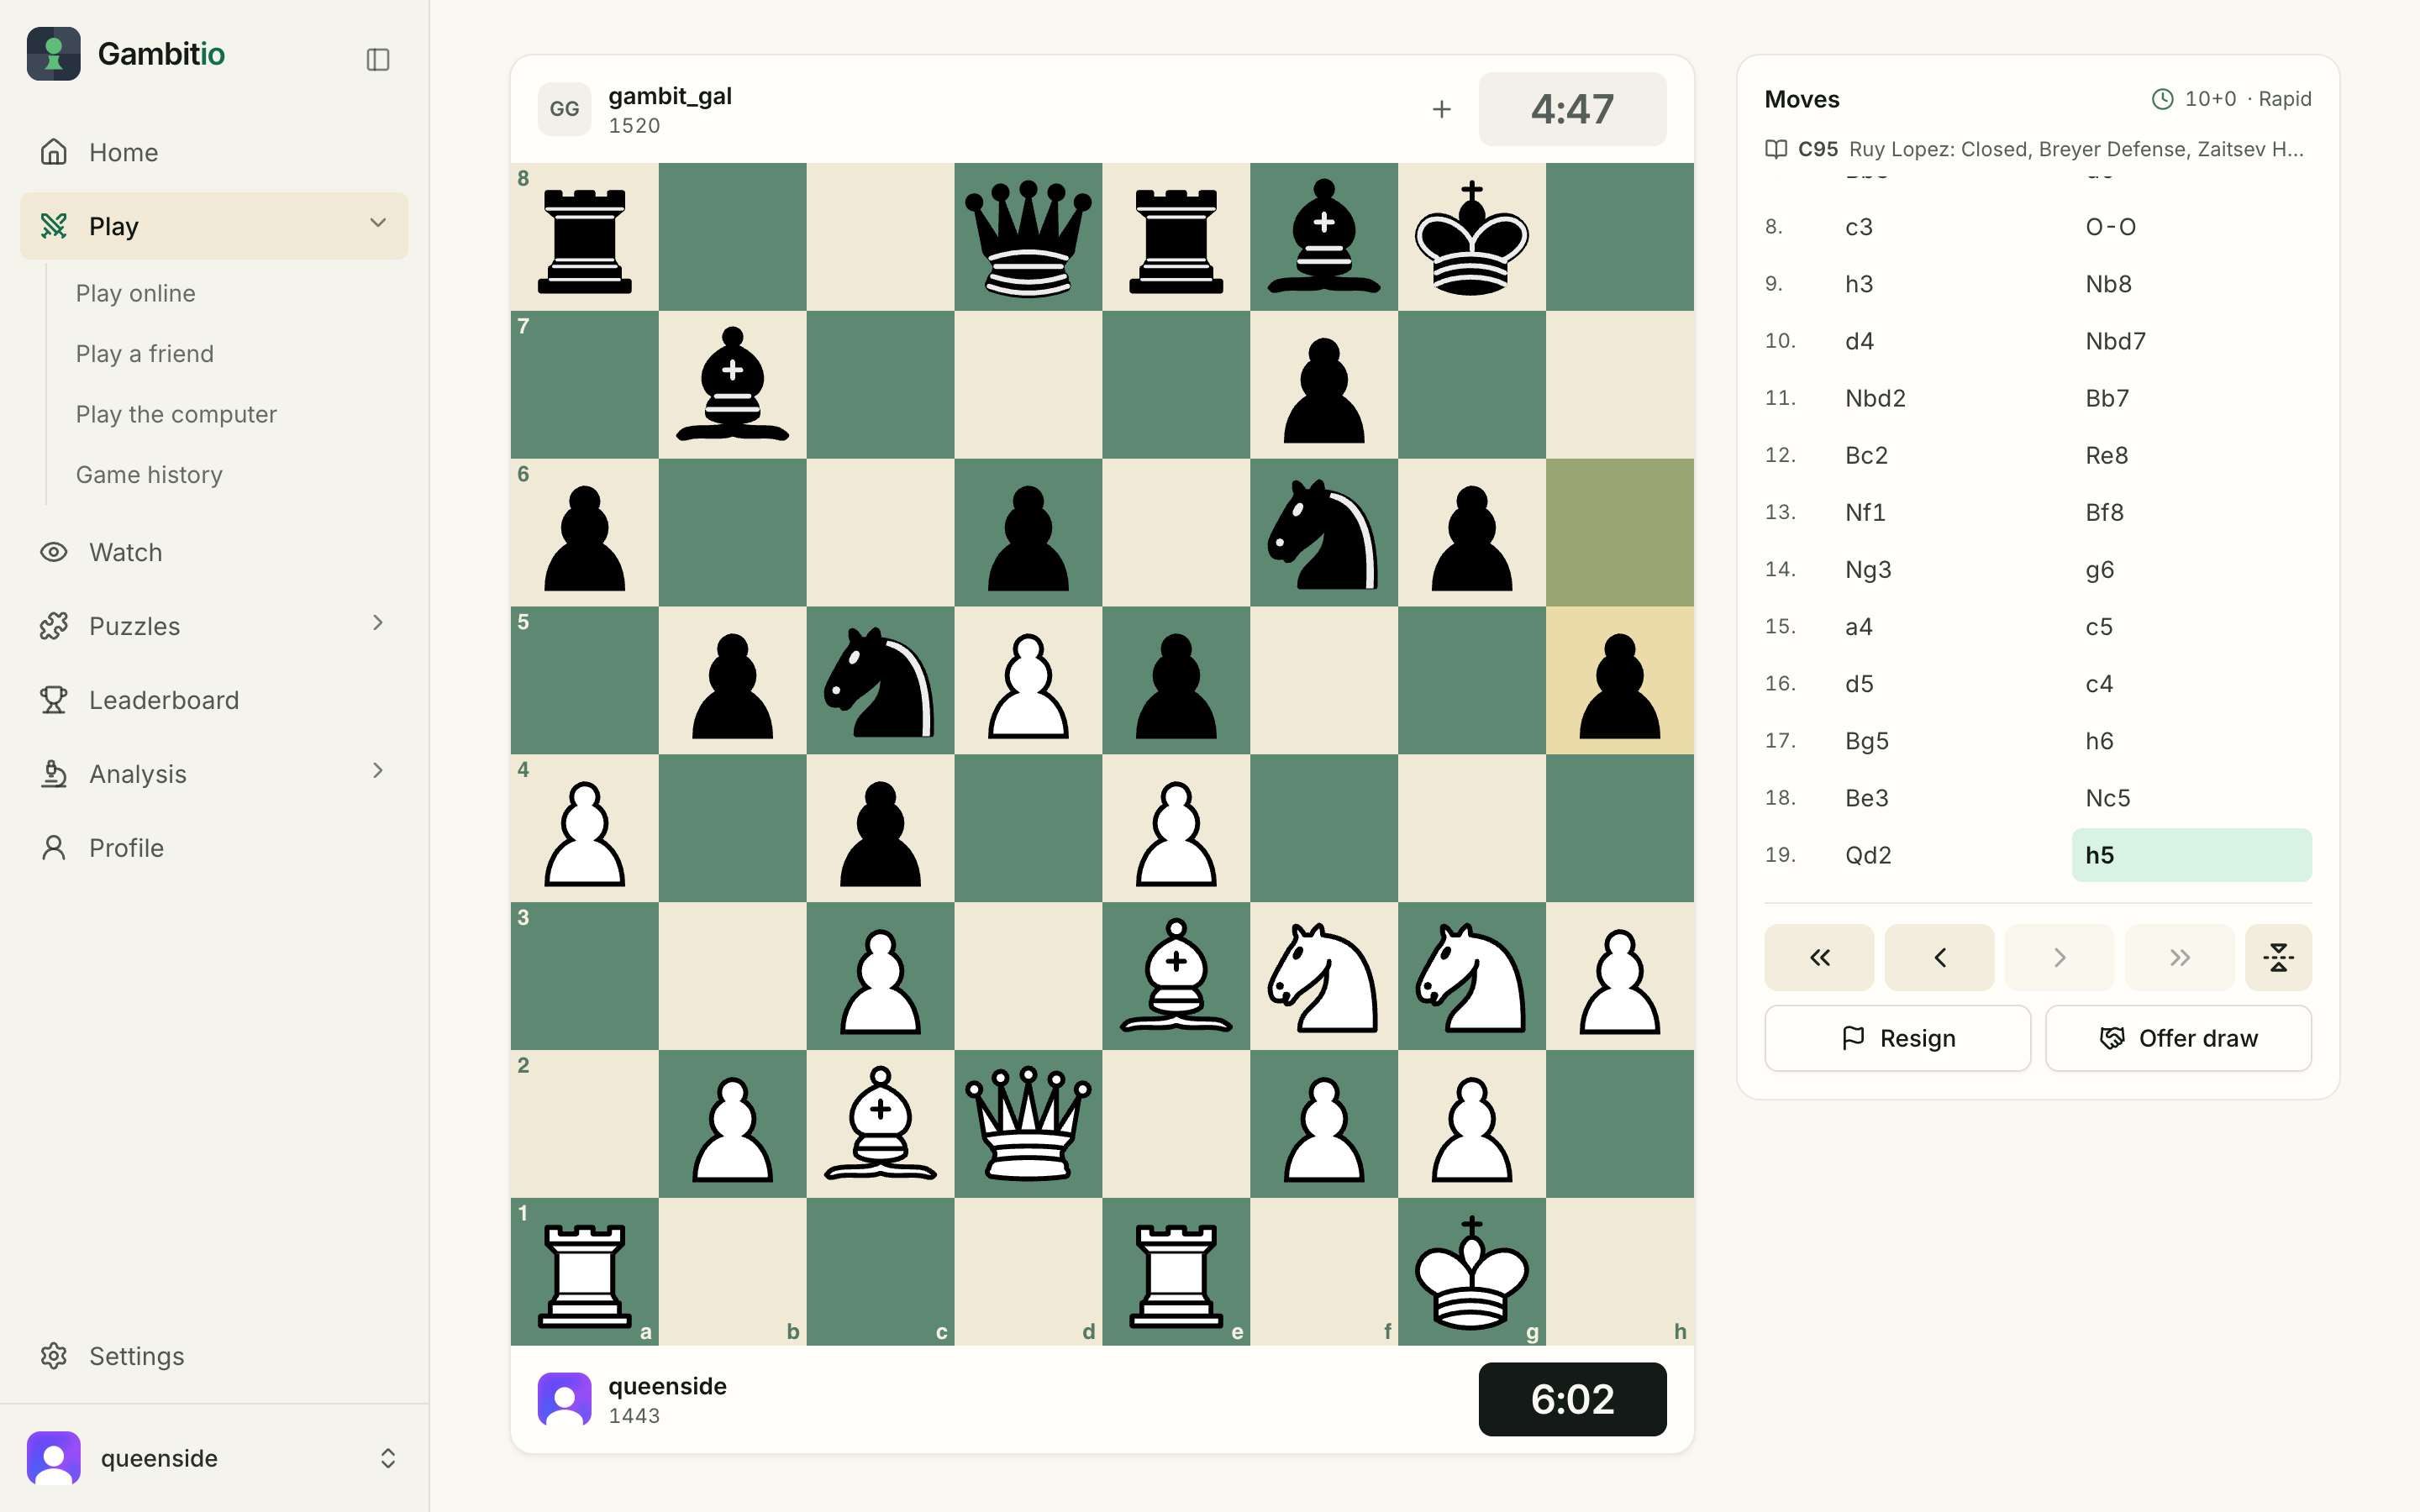 Gambitio
Home
Play
Play online
Play a friend
Play the computer
Game history
Watch
Puzzles
Leaderboard
Analysis
Profile
Settings
queenside
GG
gambit_gal
1520
4:47
8
7
6
5
4
3
2
1
a b c d e f g h
queenside
1443
6:02
Moves
10+0 · Rapid
C95 Ruy Lopez: Closed, Breyer Defense, Zaitsev H...
8. c3 O-O
9. h3 Nb8
10. d4 Nbd7
11. Nbd2 Bb7
12. Bc2 Re8
13. Nf1 Bf8
14. Ng3 g6
15. a4 c5
16. d5 c4
17. Bg5 h6
18. Be3 Nc5
19. Qd2 h5
Resign
Offer draw